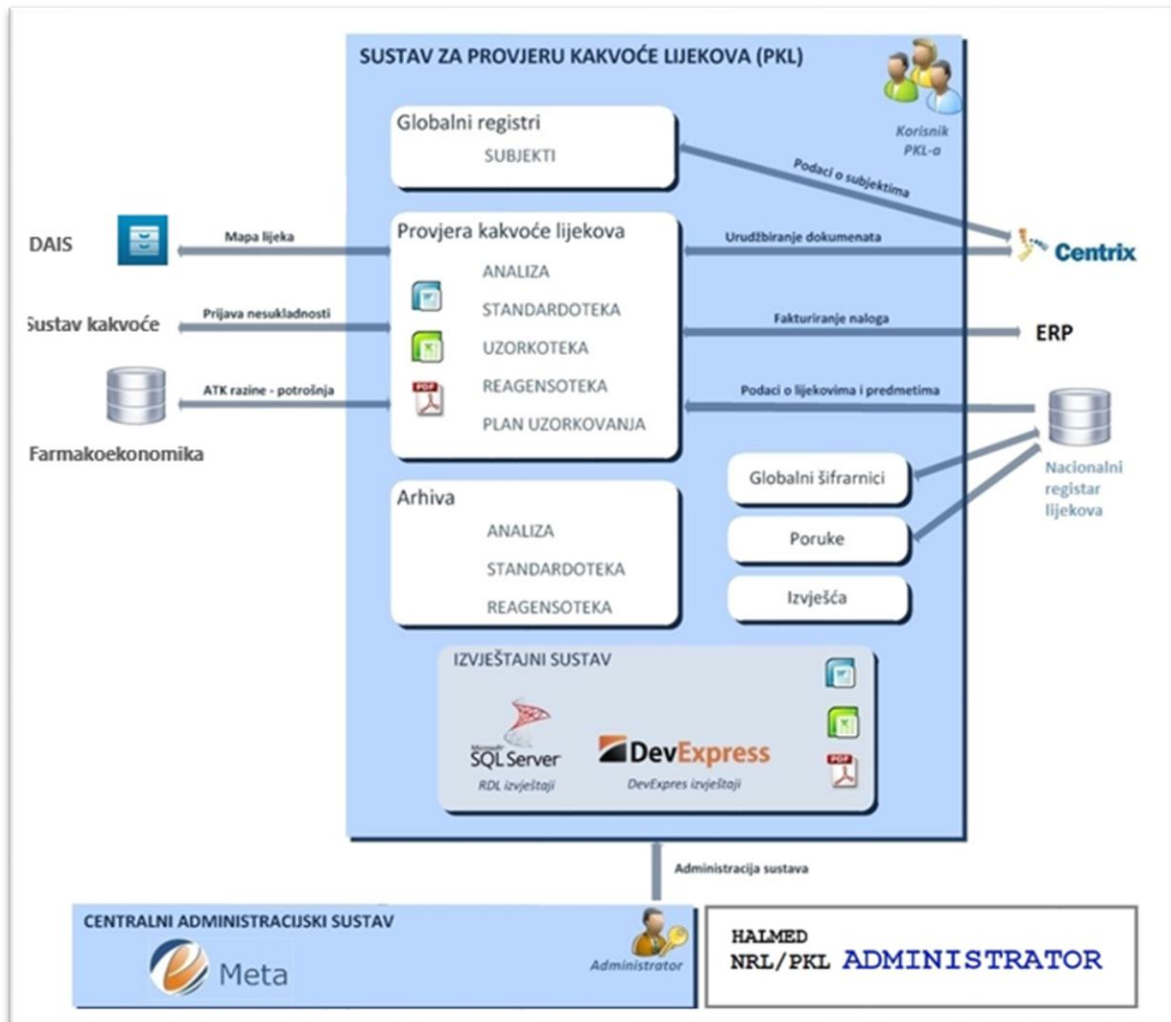 SUSTAV ZA PROVJERU KAKVOĆE LIJEKOVA (PKL)
Korisnik
PKL-a
Globalni registri
SUBJEKTI
Podaci o subjektima
DAIS
Mapa lijeka
Provjera kakvoće lijekova
Urudžbiranje dokumenata
Centrix
ANALIZA
STANDARDOTEKA
UZORKOTEKA
REAGENSOTEKA
PLAN UZORKOVANJA
PDF
Sustav kakvoće
Prijava nesukladnosti
Fakturiranje naloga
ERP
ATK razine - potrošnja
Farmakoekonomika
Podaci o lijekovima i predmetima
Nacionalni
registar
lijekova
Globalni šifrarnici
Poruke
Izvješća
Arhiva
ANALIZA
STANDARDOTEKA
REAGENSOTEKA
IZVJEŠTAJNI SUSTAV
Microsoft
SQL Server
RDL izvještaji
DevExpress
DevExpres izvještaji
PDF
Administracija sustava
CENTRALNI ADMINISTRACIJSKI SUSTAV
Meta
Administrator
HALMED
NRL/PKL ADMINISTRATOR